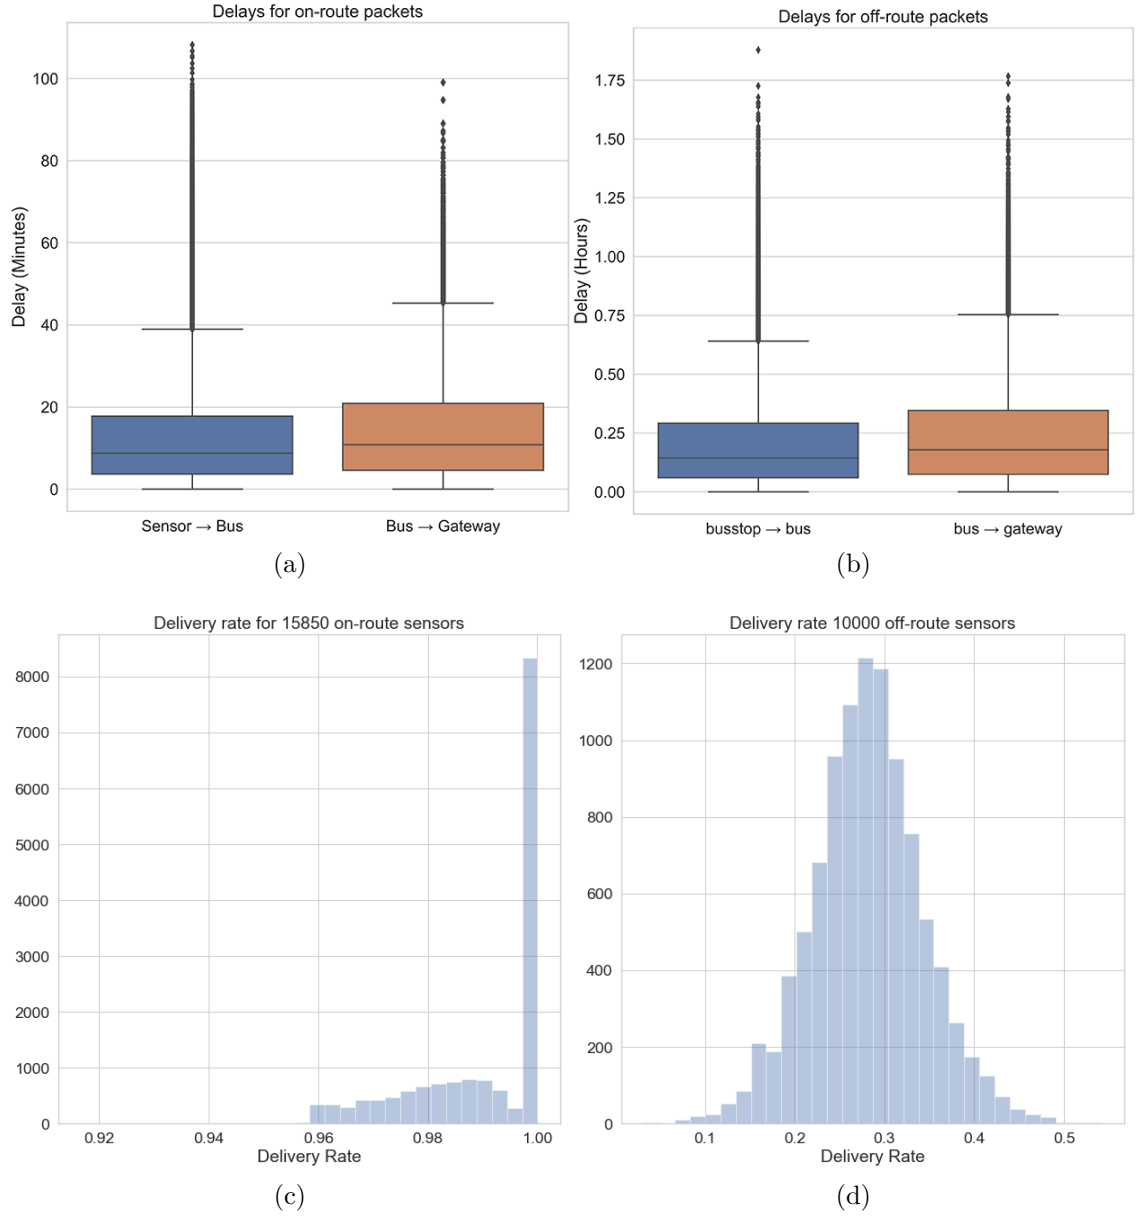 Delays for on-route packets
Delay (Minutes)
100
80
60
40
20
0
Sensor → Bus
Bus → Gateway
(a)
Delays for off-route packets
Delay (Hours)
1.75
1.50
1.25
1.00
0.75
0.50
0.25
0.00
busstop → bus
bus → gateway
(b)
Delivery rate for 15850 on-route sensors
8000
7000
6000
5000
4000
3000
2000
1000
0
0.92 0.94 0.96 0.98 1.00
Delivery Rate
(c)
Delivery rate 10000 off-route sensors
1200
1000
800
600
400
200
0
0.1 0.2 0.3 0.4 0.5
Delivery Rate
(d)